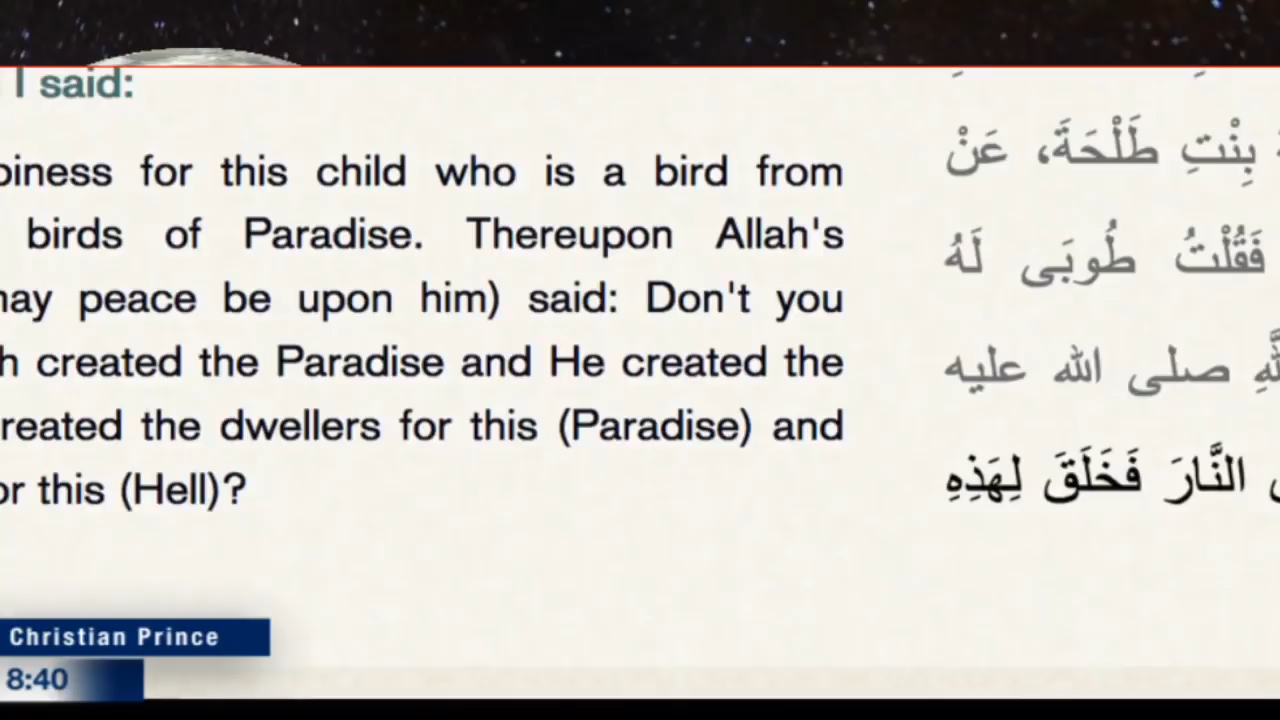 I said:
piness for this child who is a bird from
birds of Paradise. Thereupon Allah's
may peace be upon him) said: Don't you
h created the Paradise and He created the
reated the dwellers for this (Paradise) and
or this (Hell)?
بِنْتِ طَلْحَةَ، عَنْ
فَقُلْتُ طُوبَى لَهُ
صلى الله عليه
النَّارَ فَخَلَقَ لِهَذِهِ
Christian Prince
8:40